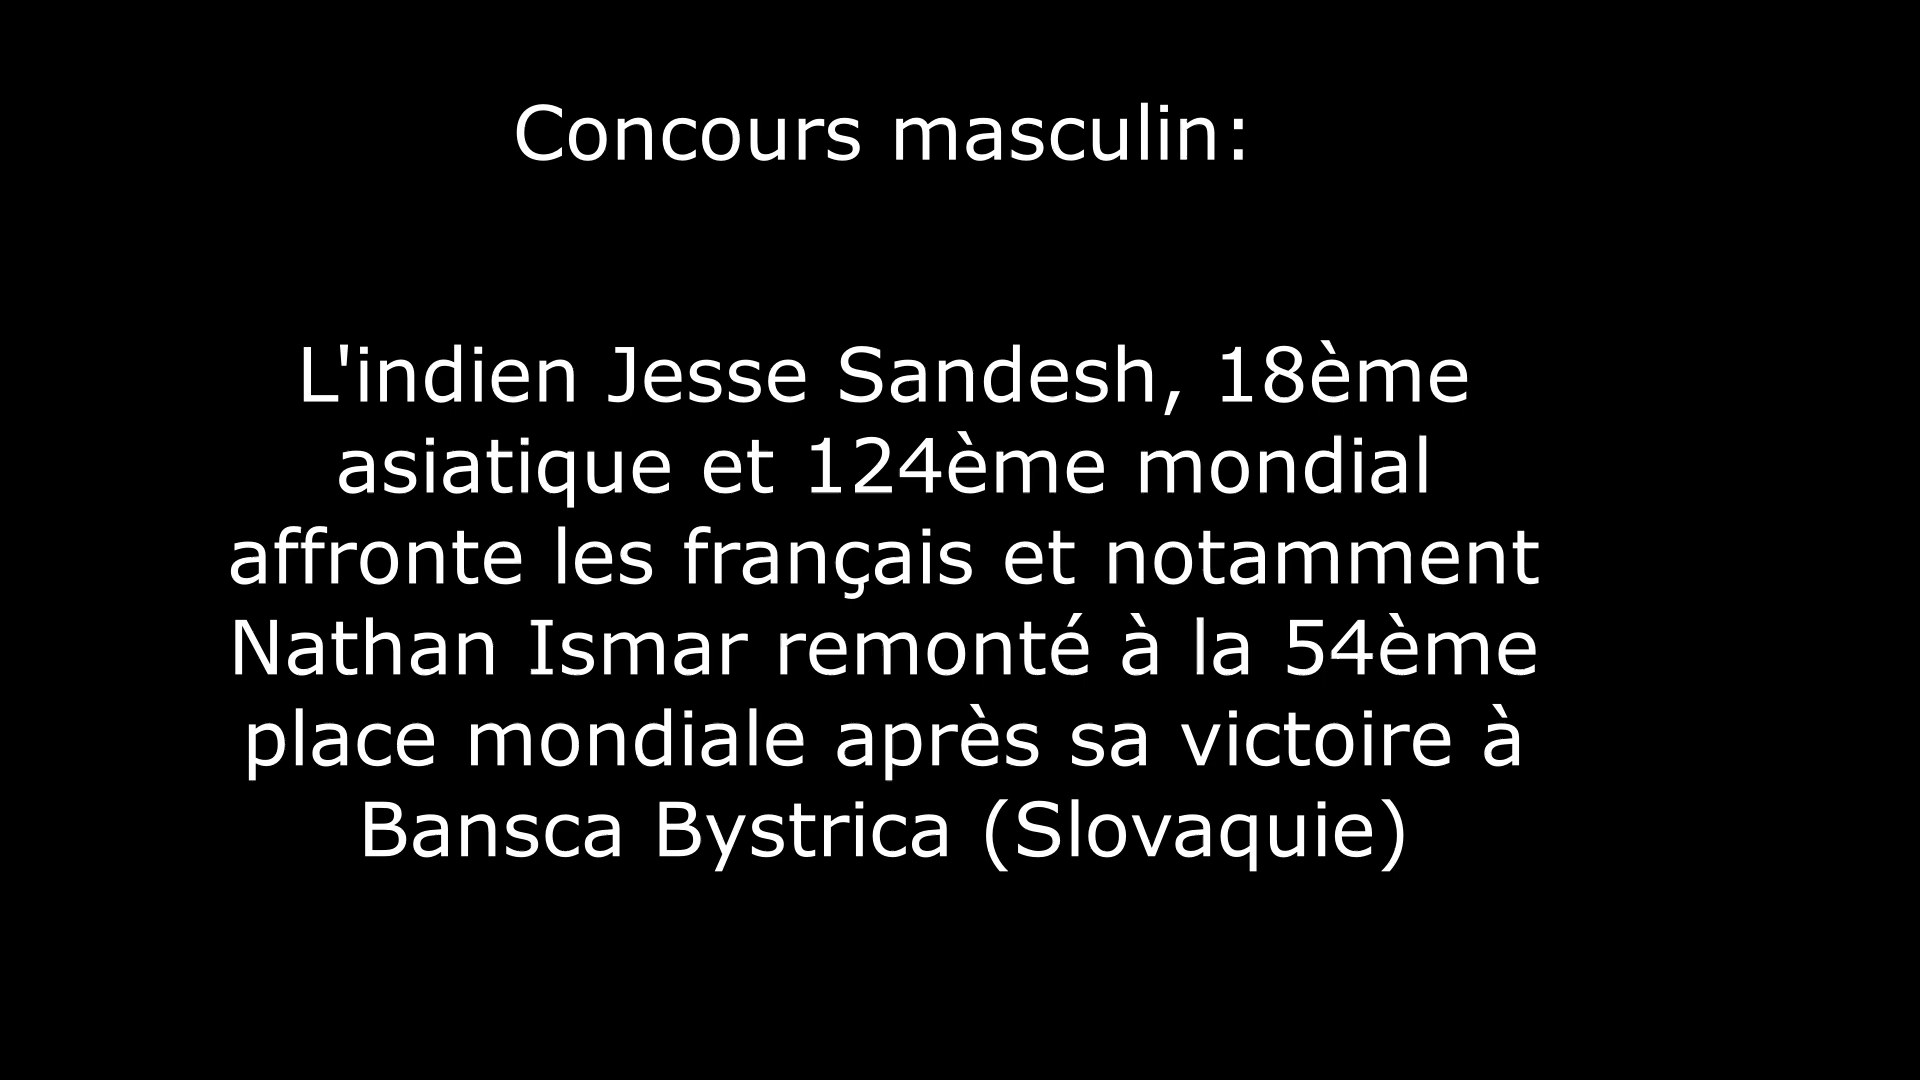 Concours masculin:
L'indien Jesse Sandesh, 18ème
asiatique et 124ème mondial
affronte les français et notamment
Nathan Ismar remonté à la 54ème
place mondiale après sa victoire à
Bansca Bystrica (Slovaquie)